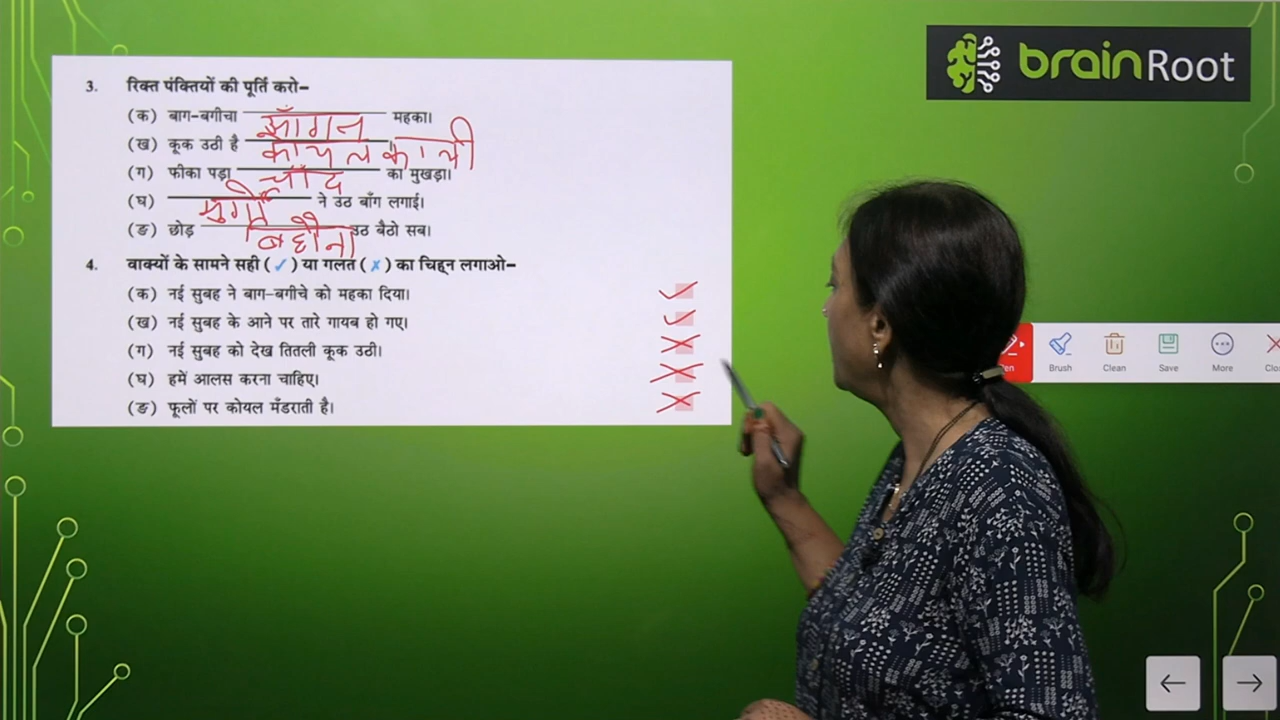 brainRoot
3. रिक्त पंक्तियों की पूर्ति करो–
(क) बाग-बगीचा आँगन महका।
(ख) कूक उठी है कोयल काली
(ग) फीका पड़ा चाँद का मुखड़ा।
(घ) मुर्गे ने उठ बाँग लगाई।
(ङ) छोड़ बिछौना उठ बैठो सब।
4. वाक्यों के सामने सही (✓) या गलत (✗) का चिह्न लगाओ–
(क) नई सुबह ने बाग-बगीचे को महका दिया। ✓
(ख) नई सुबह के आने पर तारे गायब हो गए। ✓
(ग) नई सुबह को देख तितली कूक उठी। ✗
(घ) हमें आलस करना चाहिए। ✗
(ङ) फूलों पर कोयल मँडराती है। ✗
Brush Clean Save More